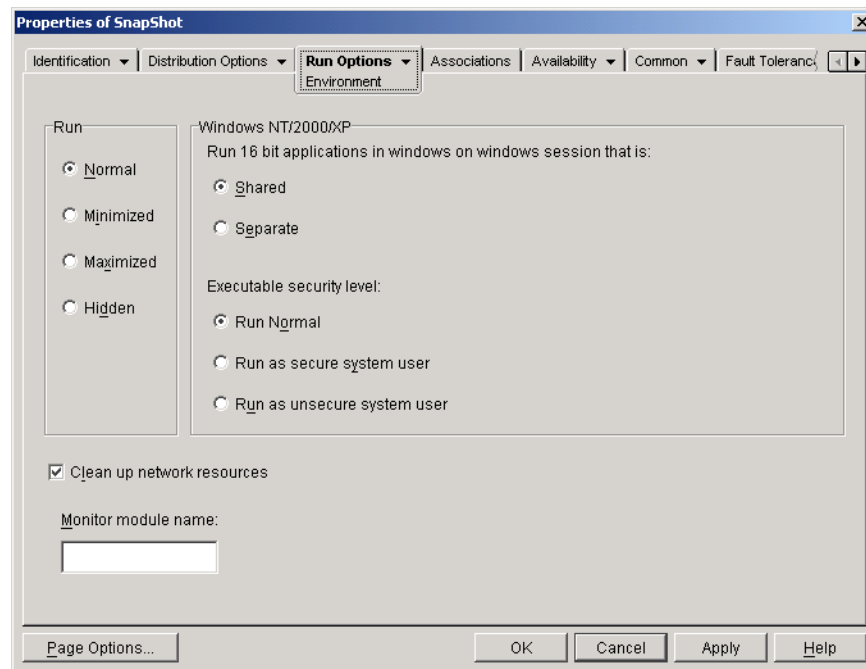 Properties of SnapShot
Identification Distribution Options Run Options Associations Availability Common Fault Toleranc
Environment
Run
Normal
Minimized
Maximized
Hidden
Windows NT/2000/XP
Run 16 bit applications in windows on windows session that is:
Shared
Separate
Executable security level:
Run Normal
Run as secure system user
Run as unsecure system user
Clean up network resources
Monitor module name:
Page Options... OK Cancel Apply Help